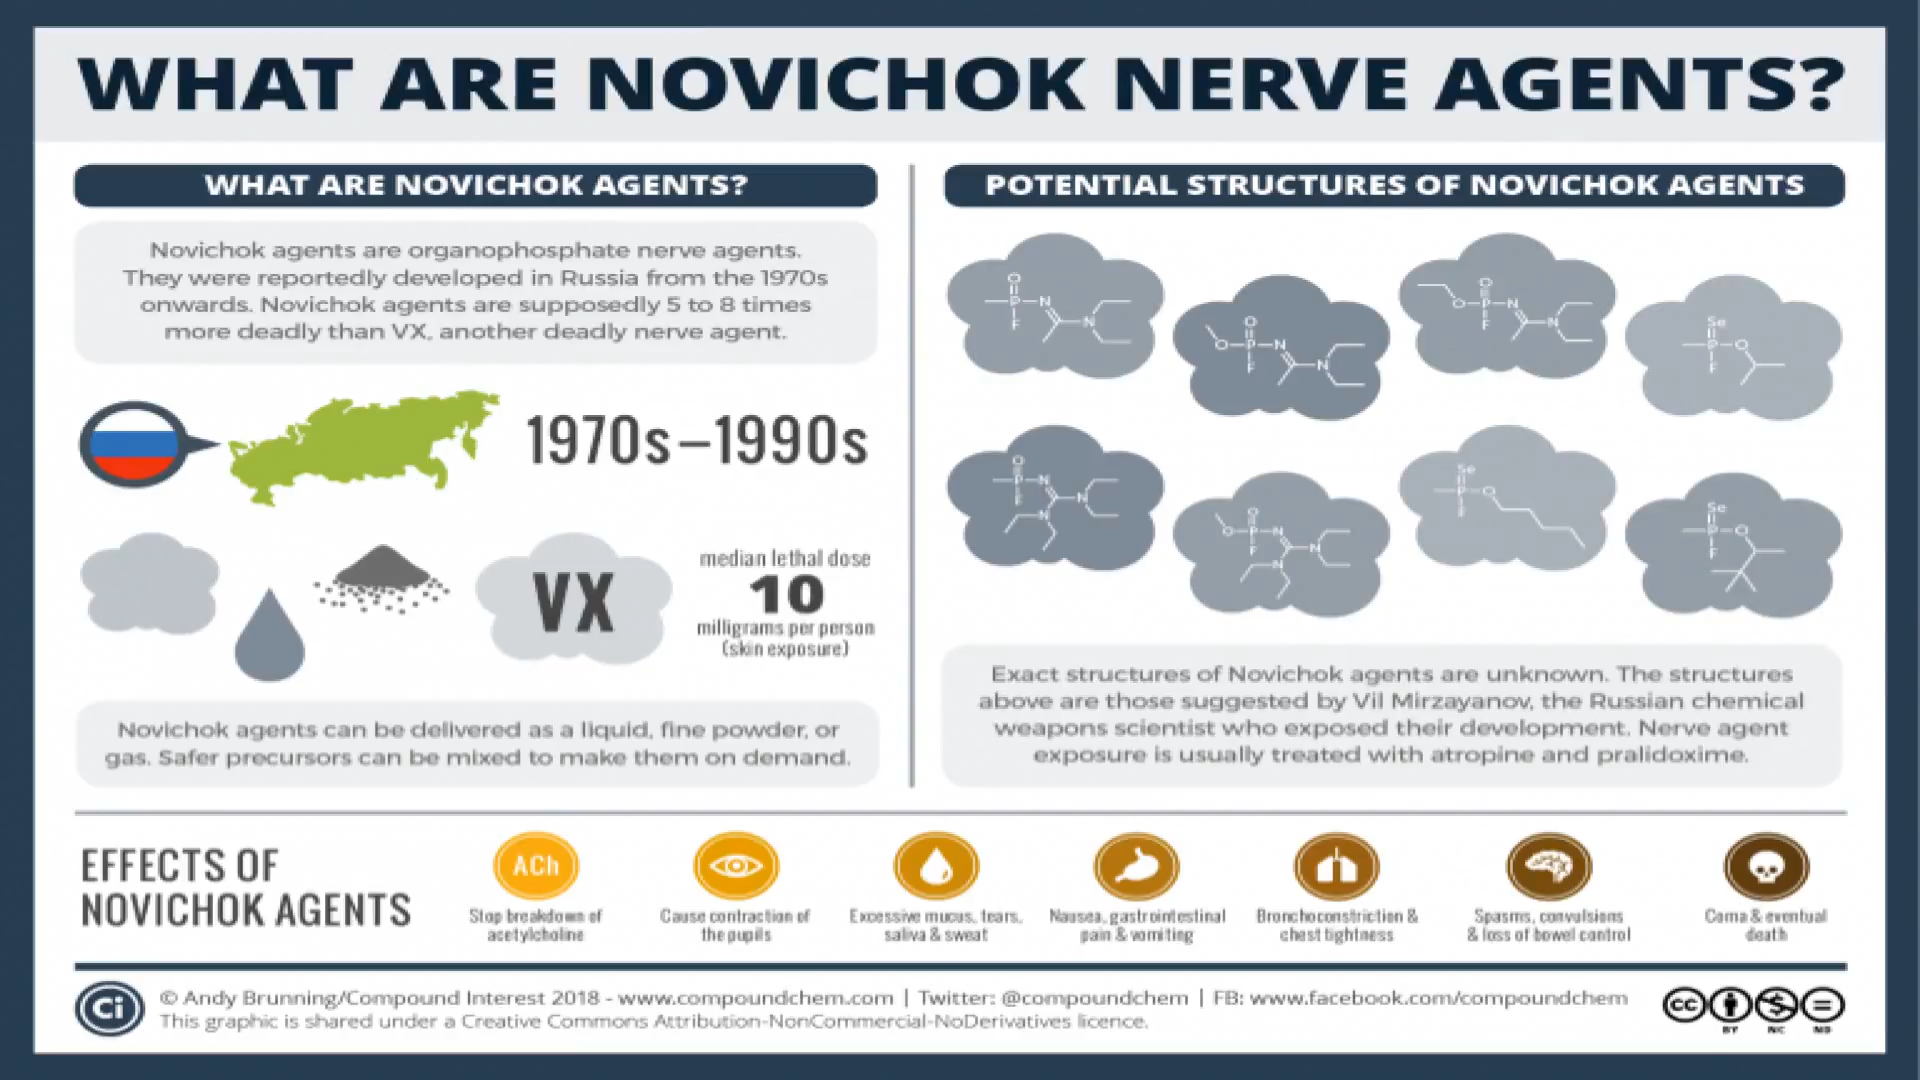 WHAT ARE NOVICHOK NERVE AGENTS?
WHAT ARE NOVICHOK AGENTS?
Novichok agents are organophosphate nerve agents.
They were reportedly developed in Russia from the 1970s
onwards. Novichok agents are supposedly 5 to 8 times
more deadly than VX, another deadly nerve agent.
1970s–1990s
VX
median lethal dose
10
milligrams per person
(skin exposure)
Novichok agents can be delivered as a liquid, fine powder, or
gas. Safer precursors can be mixed to make them on demand.
POTENTIAL STRUCTURES OF NOVICHOK AGENTS
Exact structures of Novichok agents are unknown. The structures
above are those suggested by Vil Mirzayanov, the Russian chemical
weapons scientist who exposed their development. Nerve agent
exposure is usually treated with atropine and pralidoxime.
EFFECTS OF
NOVICHOK AGENTS
ACh
Stop breakdown of
acetylcholine
Cause contraction of
the pupils
Excessive mucus, tears,
saliva & sweat
Nausea, gastrointestinal
pain & vomiting
Bronchoconstriction &
chest tightness
Spasms, convulsions
& loss of bowel control
Coma & eventual
death
Ci
© Andy Brunning/Compound Interest 2018 - www.compoundchem.com | Twitter: @compoundchem | FB: www.facebook.com/compoundchem
This graphic is shared under a Creative Commons Attribution-NonCommercial-NoDerivatives licence.
cc
BY NC ND